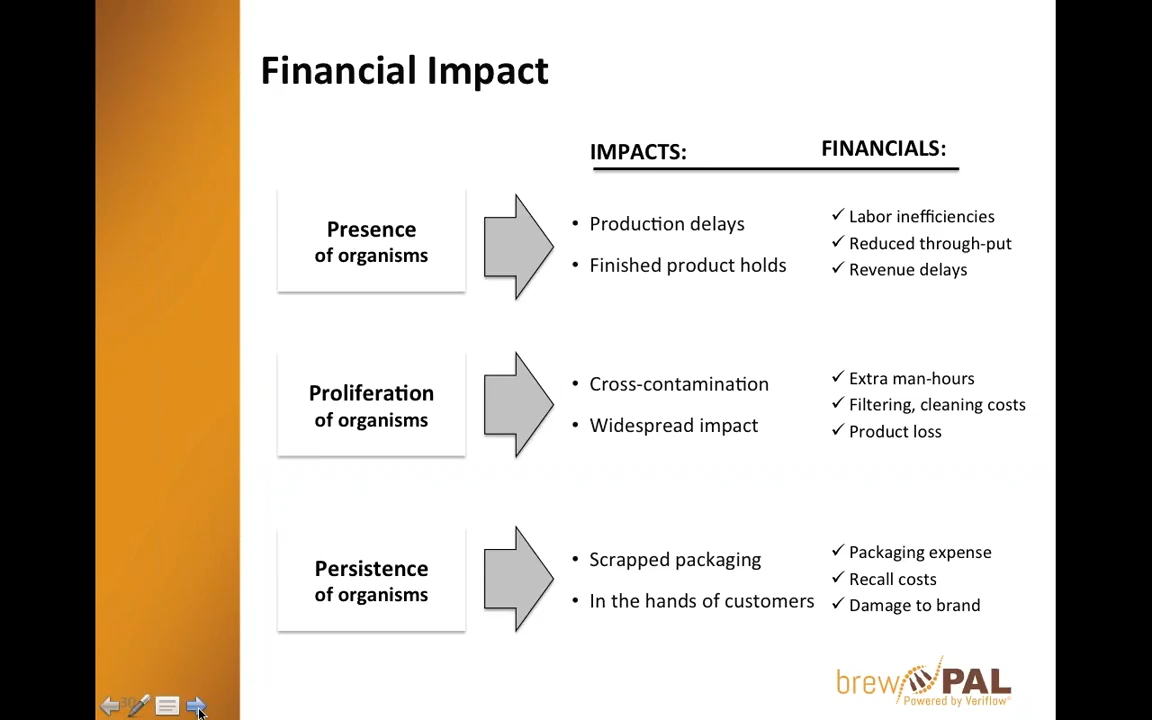 Financial Impact
IMPACTS:
FINANCIALS:
Presence
of organisms
• Production delays
• Finished product holds
✓ Labor inefficiencies
✓ Reduced through-put
✓ Revenue delays
Proliferation
of organisms
• Cross-contamination
• Widespread impact
✓ Extra man-hours
✓ Filtering, cleaning costs
✓ Product loss
Persistence
of organisms
• Scrapped packaging
• In the hands of customers
✓ Packaging expense
✓ Recall costs
✓ Damage to brand
brewPAL
Powered by Veriflow®